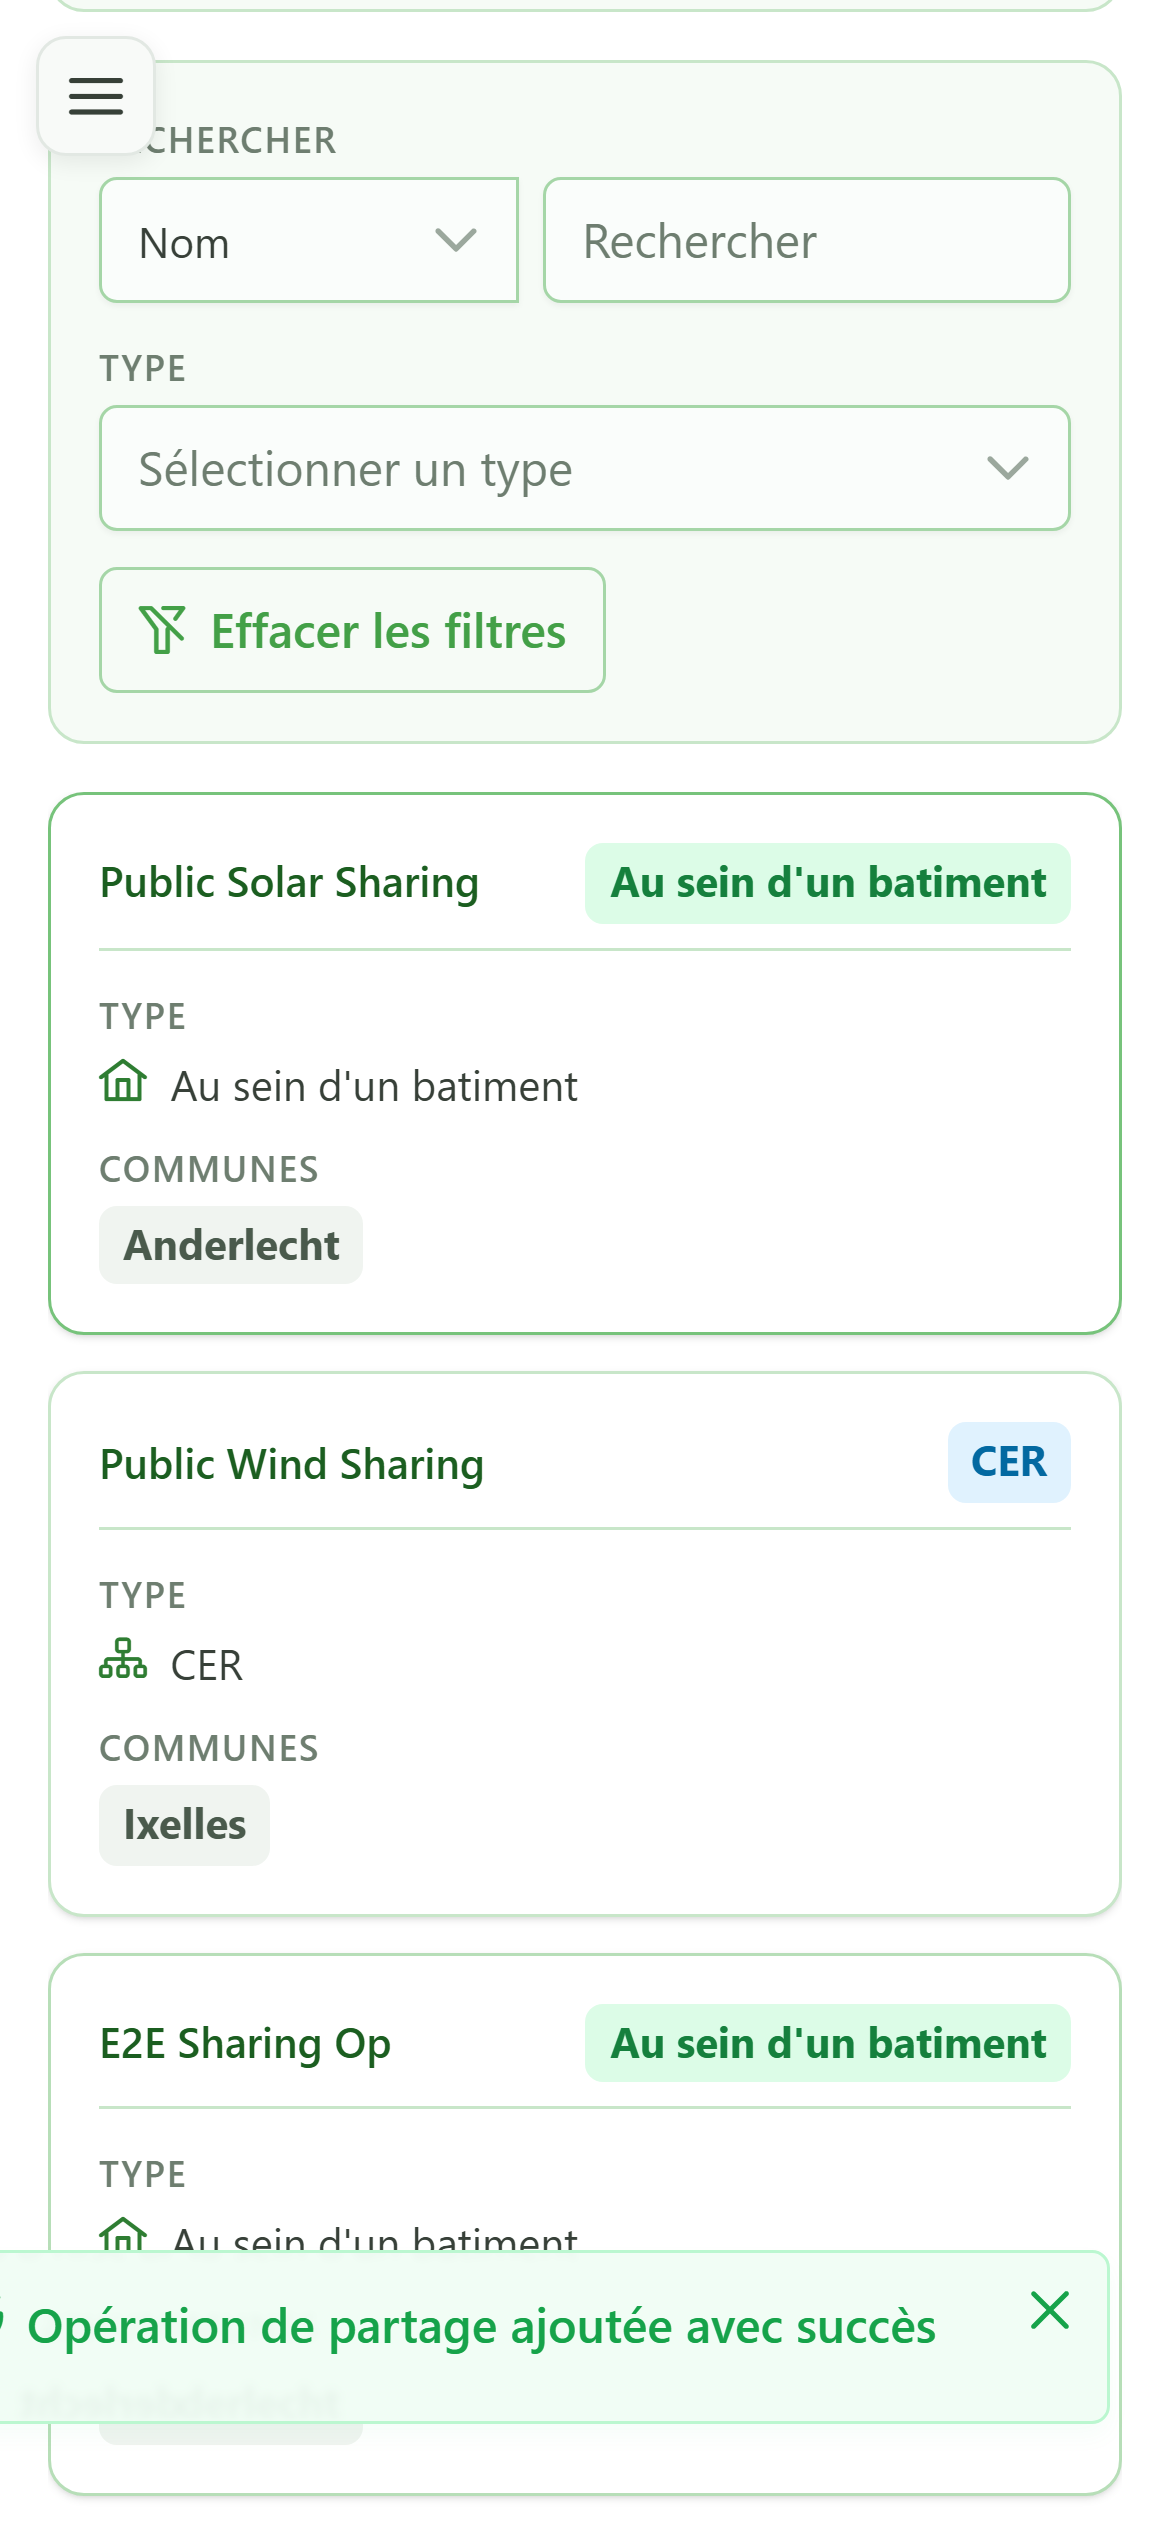 CHERCHER
Nom
Rechercher
TYPE
Sélectionner un type
Effacer les filtres
Public Solar Sharing
Au sein d'un batiment
TYPE
Au sein d'un batiment
COMMUNES
Anderlecht
Public Wind Sharing
CER
TYPE
CER
COMMUNES
Ixelles
E2E Sharing Op
Au sein d'un batiment
TYPE
Au sein d'un batiment
Opération de partage ajoutée avec succès